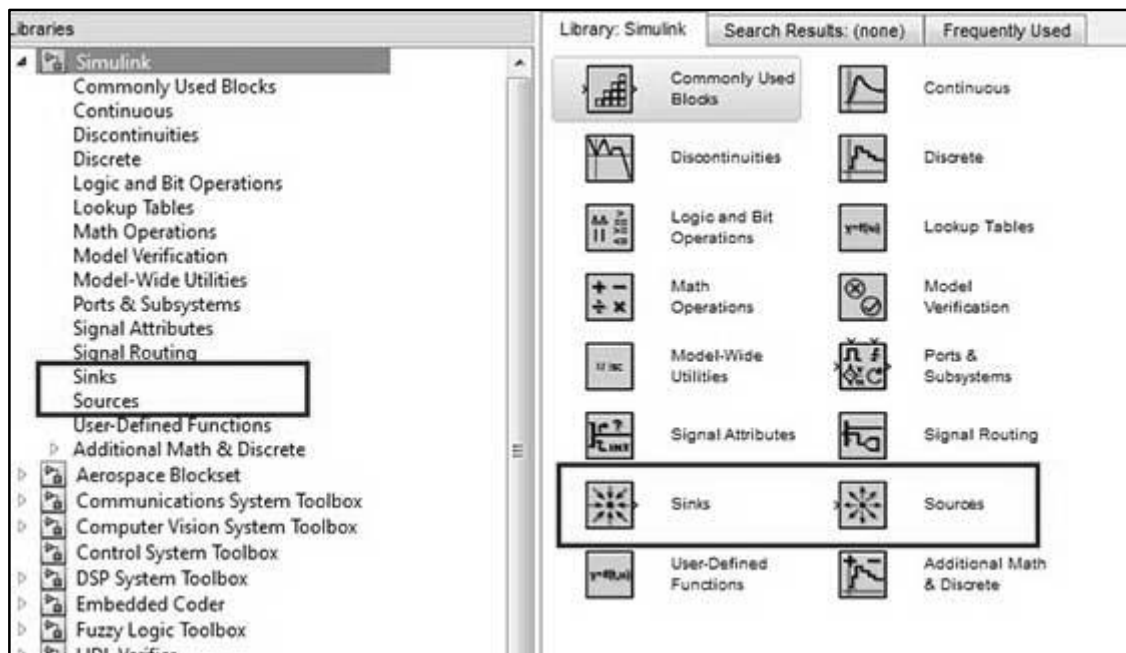 Libraries
Simulink
Commonly Used Blocks
Continuous
Discontinuities
Discrete
Logic and Bit Operations
Lookup Tables
Math Operations
Model Verification
Model-Wide Utilities
Ports & Subsystems
Signal Attributes
Signal Routing
Sinks
Sources
User-Defined Functions
Additional Math & Discrete
Aerospace Blockset
Communications System Toolbox
Computer Vision System Toolbox
Control System Toolbox
DSP System Toolbox
Embedded Coder
Fuzzy Logic Toolbox
Library: Simulink Search Results: (none) Frequently Used
Commonly Used
Blocks
Continuous
Discontinuities
Discrete
Logic and Bit
Operations
y=f(u)
Lookup Tables
Math
Operations
Model
Verification
Model-Wide
Utilities
Ports &
Subsystems
Signal Attributes
Signal Routing
Sinks
Sources
User-Defined
Functions
Additional Math
& Discrete